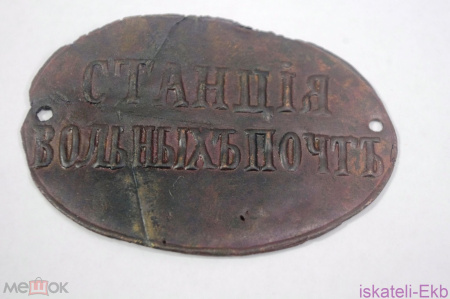 СТАНЦІЯ
ВОЛЬНЫХЪ ПОЧТЪ
МЕШОК
iskateli-Ekb